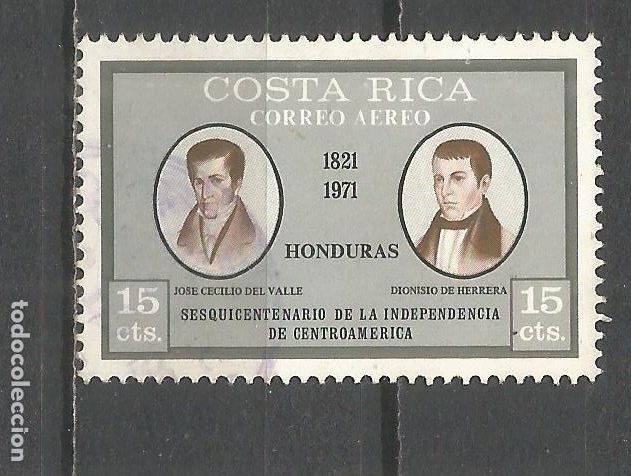 COSTA RICA
CORREO AEREO
1821
1971
HONDURAS
JOSE CECILIO DEL VALLE
DIONISIO DE HERRERA
15
cts.
SESQUICENTENARIO DE LA INDEPENDENCIA
DE CENTROAMERICA
15
cts.
todocoleccion